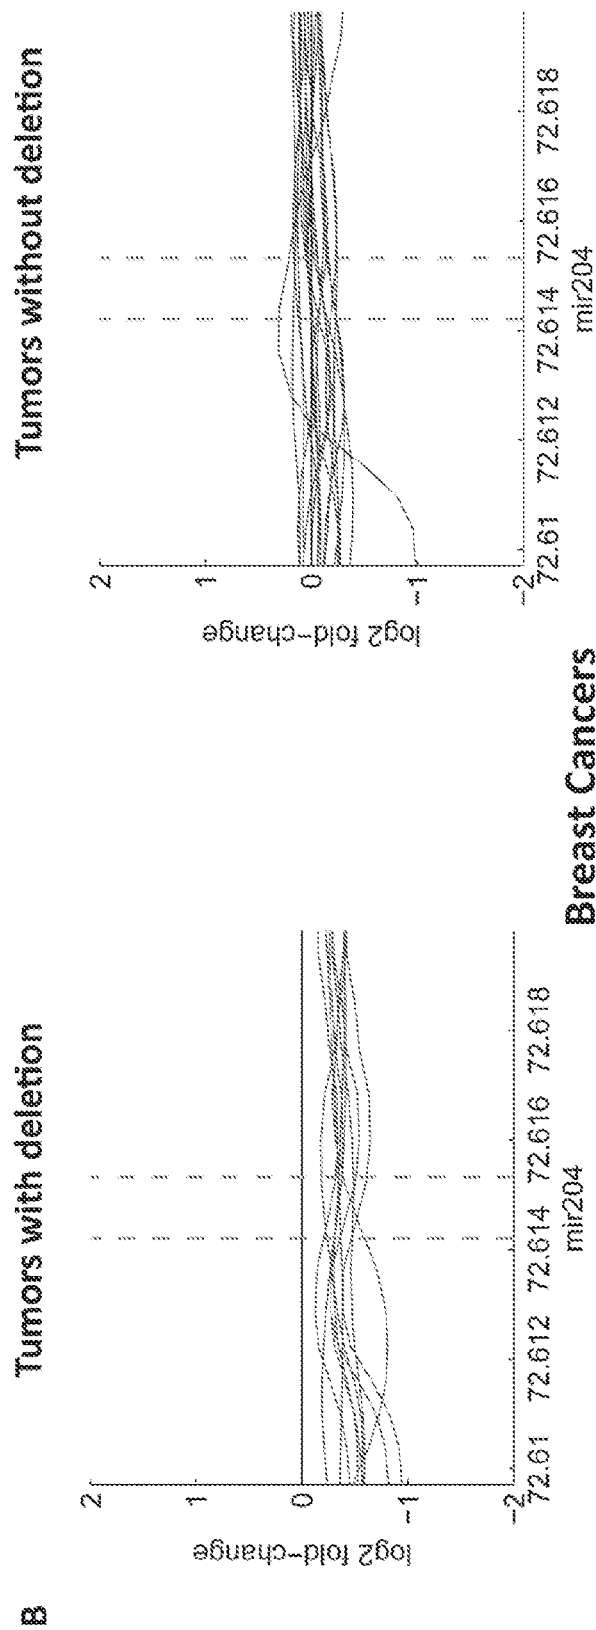 B
Tumors with deletion
Tumors without deletion
log2 fold-change
2
1
0
-1
-2
72.61
72.612
72.614
72.616
72.618
mir204
log2 fold-change
2
1
0
-1
-2
72.61
72.612
72.614
72.616
72.618
mir204
Breast Cancers